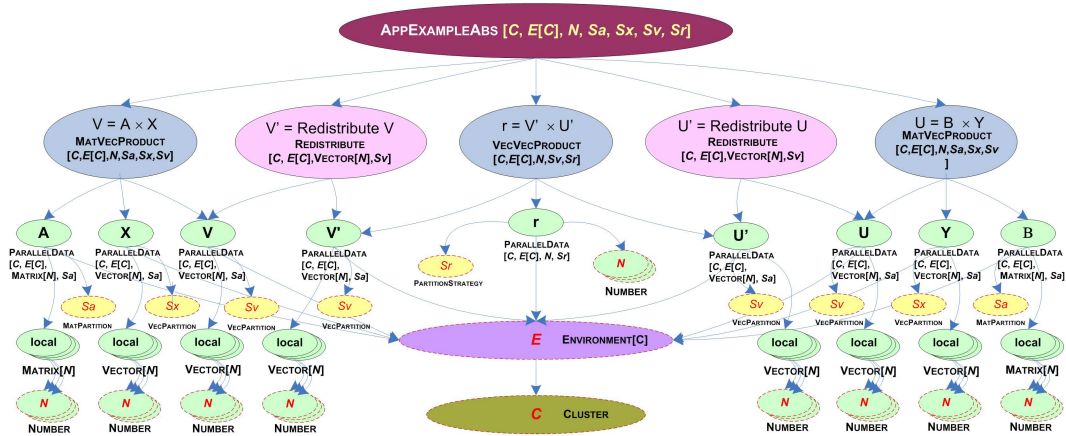 APPEXAMPLEABS [C, E[C], N, Sa, Sx, Sv, Sr]
V = A × X
MATVECPRODUCT
[C,E[C],N,Sa,Sx,Sv]
V' = Redistribute V
REDISTRIBUTE
[C, E[C],VECTOR[N],Sv]
r = V' × U'
VECVECPRODUCT
[C,E[C],N,Sv,Sr]
U' = Redistribute U
REDISTRIBUTE
[C, E[C],VECTOR[N],Sv]
U = B × Y
MATVECPRODUCT
[C,E[C],N,Sa,Sx,Sv
]
A
PARALLELDATA
[C, E[C],
MATRIX[N], Sa]
X
PARALLELDATA
[C, E[C],
VECTOR[N], Sa]
V
PARALLELDATA
[C, E[C],
VECTOR[N], Sa]
V'
PARALLELDATA
[C, E[C],
VECTOR[N], Sa]
r
PARALLELDATA
[C, E[C], N, Sr]
U'
PARALLELDATA
[C, E[C],
VECTOR[N], Sa]
U
PARALLELDATA
[C, E[C],
VECTOR[N], Sa]
Y
PARALLELDATA
[C, E[C],
VECTOR[N], Sa]
B
PARALLELDATA
[C, E[C],
MATRIX[N], Sa]
Sr
PARTITIONSTRATEGY
N
NUMBER
Sa
MATPARTITION
Sx
VECPARTITION
Sv
VECPARTITION
Sv
VECPARTITION
Sv
VECPARTITION
Sv
VECPARTITION
Sx
VECPARTITION
Sa
MATPARTITION
E ENVIRONMENT[C]
local
MATRIX[N]
local
VECTOR[N]
local
VECTOR[N]
local
VECTOR[N]
local
VECTOR[N]
local
VECTOR[N]
local
VECTOR[N]
local
MATRIX[N]
N
NUMBER
N
NUMBER
N
NUMBER
N
NUMBER
C CLUSTER
N
NUMBER
N
NUMBER
N
NUMBER
N
NUMBER